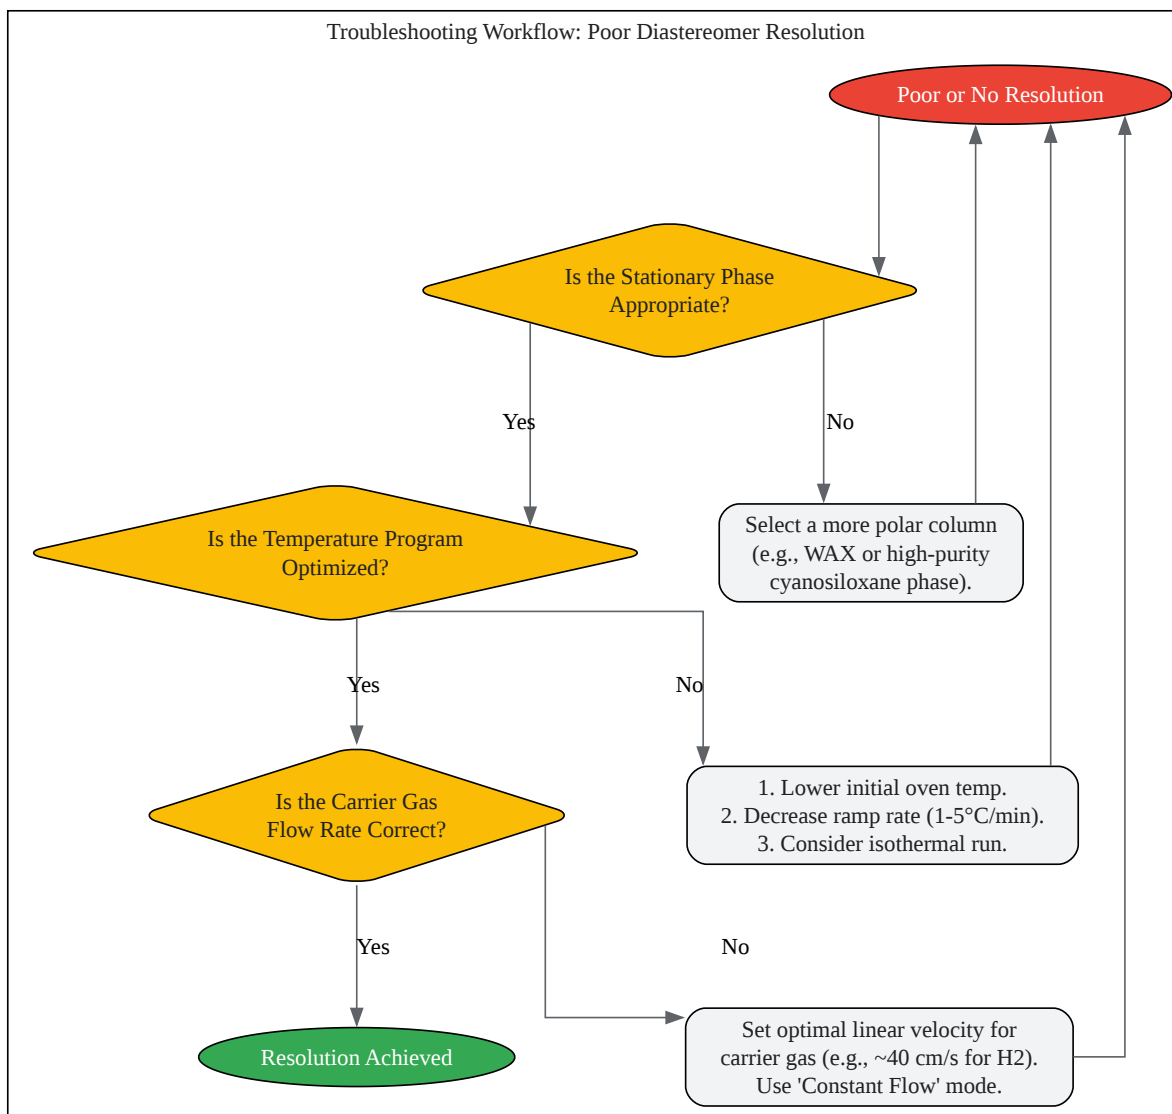 Troubleshooting Workflow: Poor Diastereomer Resolution
Poor or No Resolution
Is the Stationary Phase
Appropriate?
Yes
No
Select a more polar column
(e.g., WAX or high-purity
cyanosiloxane phase).
Is the Temperature Program
Optimized?
Yes
No
1. Lower initial oven temp.
2. Decrease ramp rate (1-5°C/min).
3. Consider isothermal run.
Is the Carrier Gas
Flow Rate Correct?
Yes
No
Set optimal linear velocity for
carrier gas (e.g., ~40 cm/s for H2).
Use 'Constant Flow' mode.
Resolution Achieved